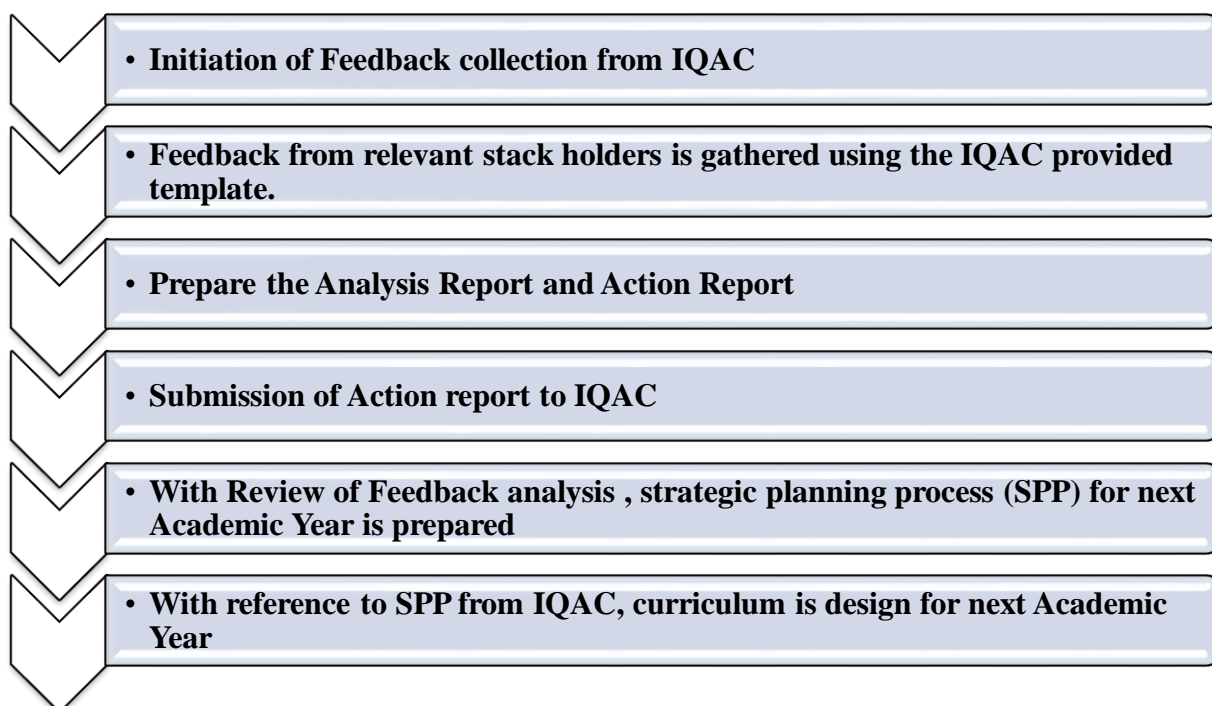 • Initiation of Feedback collection from IQAC
• Feedback from relevant stack holders is gathered using the IQAC provided
template.
• Prepare the Analysis Report and Action Report
• Submission of Action report to IQAC
• With Review of Feedback analysis , strategic planning process (SPP) for next
Academic Year is prepared
• With reference to SPP from IQAC, curriculum is design for next Academic
Year